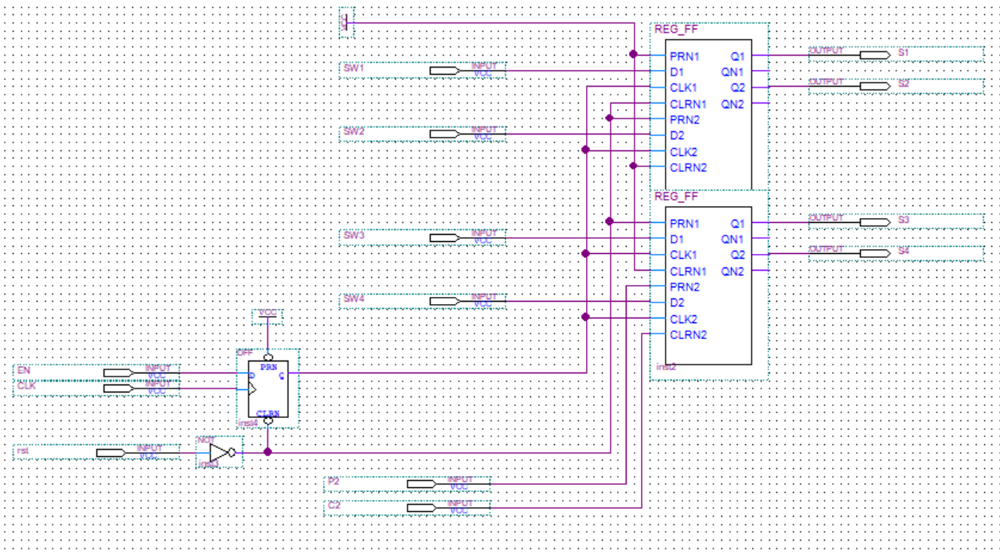 VCC
REG_FF
PRN1 Q1
D1 QN1
CLK1 Q2
CLRN1 QN2
PRN2
D2
CLK2
CLRN2
OUTPUT S1
OUTPUT S2
SW1 INPUT
VCC
SW2 INPUT
VCC
REG_FF
PRN1 Q1
D1 QN1
CLK1 Q2
CLRN1 QN2
PRN2
D2
CLK2
CLRN2
inst2
OUTPUT S3
OUTPUT S4
SW3 INPUT
VCC
SW4 INPUT
VCC
VCC
DFF
PRN
D Q
CLRN
inst4
EN INPUT
VCC
CLK INPUT
VCC
rst INPUT
VCC
NOT
inst3
P2 INPUT
VCC
C2 INPUT
VCC